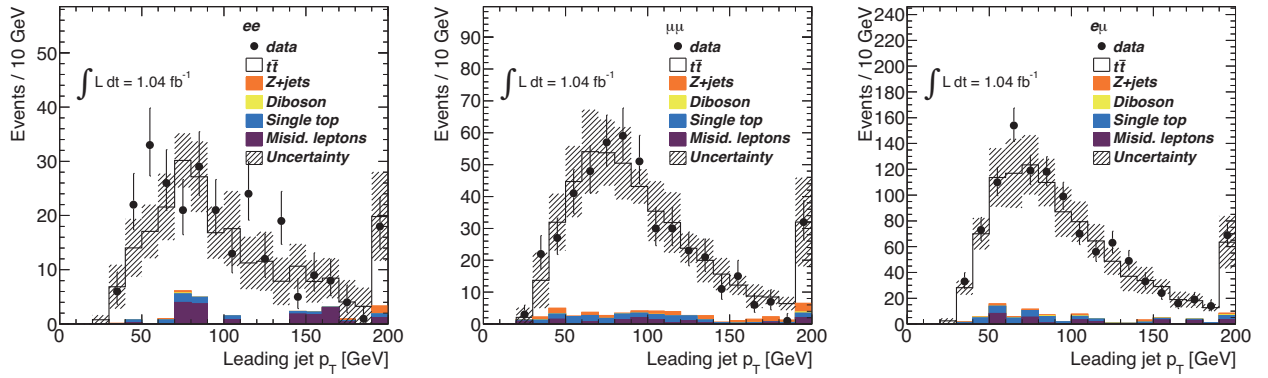 Events / 10 GeV
60
50
40
30
20
10
0
0 50 100 150 200
Leading jet p_T [GeV]
ee
∫ L dt = 1.04 fb⁻¹
data
tt̄
Z+jets
Diboson
Single top
Misid. leptons
Uncertainty
Events / 10 GeV
90
80
70
60
50
40
30
20
10
0
0 50 100 150 200
Leading jet p_T [GeV]
μμ
∫ L dt = 1.04 fb⁻¹
data
tt̄
Z+jets
Diboson
Single top
Misid. leptons
Uncertainty
Events / 10 GeV
240
220
200
180
160
140
120
100
80
60
40
20
0
0 50 100 150 200
Leading jet p_T [GeV]
eμ
∫ L dt = 1.04 fb⁻¹
data
tt̄
Z+jets
Diboson
Single top
Misid. leptons
Uncertainty